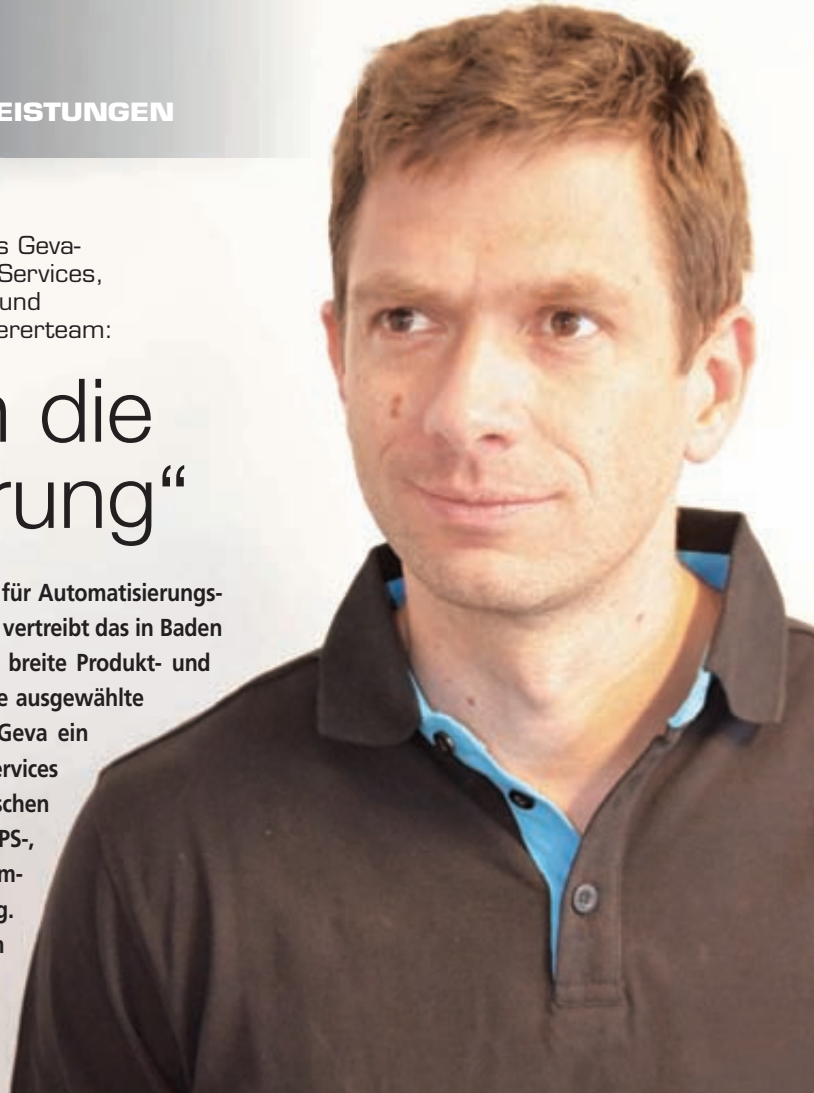 EISTUNGEN
s Geva-
Services,
und
ererteam:
n die
rung“
für Automatisierungs-
vertreibt das in Baden
breite Produkt- und
e ausgewählte
Geva ein
ervices
schen
PS-,
m-
g.
n